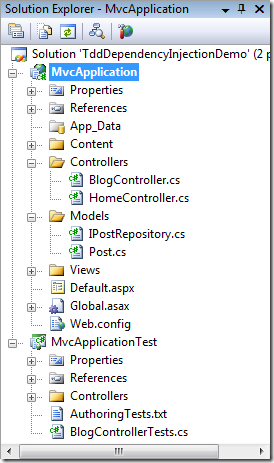 Solution Explorer - MvcApplication
Solution 'TddDependencyInjectionDemo' (2 p
MvcApplication
Properties
References
App_Data
Content
Controllers
BlogController.cs
HomeController.cs
Models
IPostRepository.cs
Post.cs
Views
Default.aspx
Global.asax
Web.config
MvcApplicationTest
Properties
References
Controllers
AuthoringTests.txt
BlogControllerTests.cs